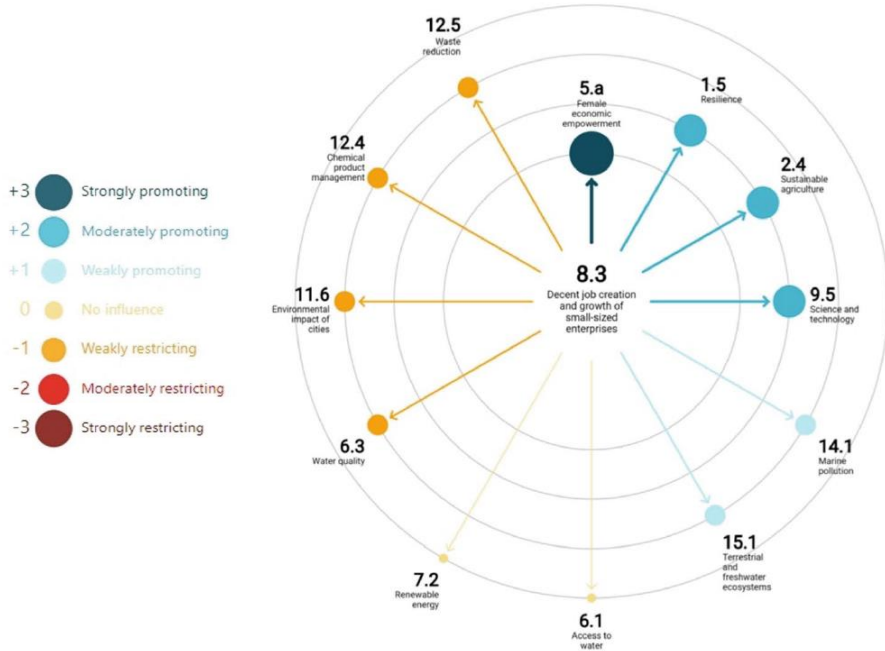 +3 Strongly promoting
+2 Moderately promoting
+1 Weakly promoting
0 No influence
-1 Weakly restricting
-2 Moderately restricting
-3 Strongly restricting
12.5
Waste
reduction
5.a
Female
economic
empowerment
1.5
Resilience
12.4
Chemical
product
management
2.4
Sustainable
agriculture
8.3
Decent job creation
and growth of
small-sized
enterprises
11.6
Environmental
impact of
cities
9.5
Science and
technology
6.3
Water quality
14.1
Marine
pollution
15.1
Terrestrial
and
freshwater
ecosystems
7.2
Renewable
energy
6.1
Access to
water